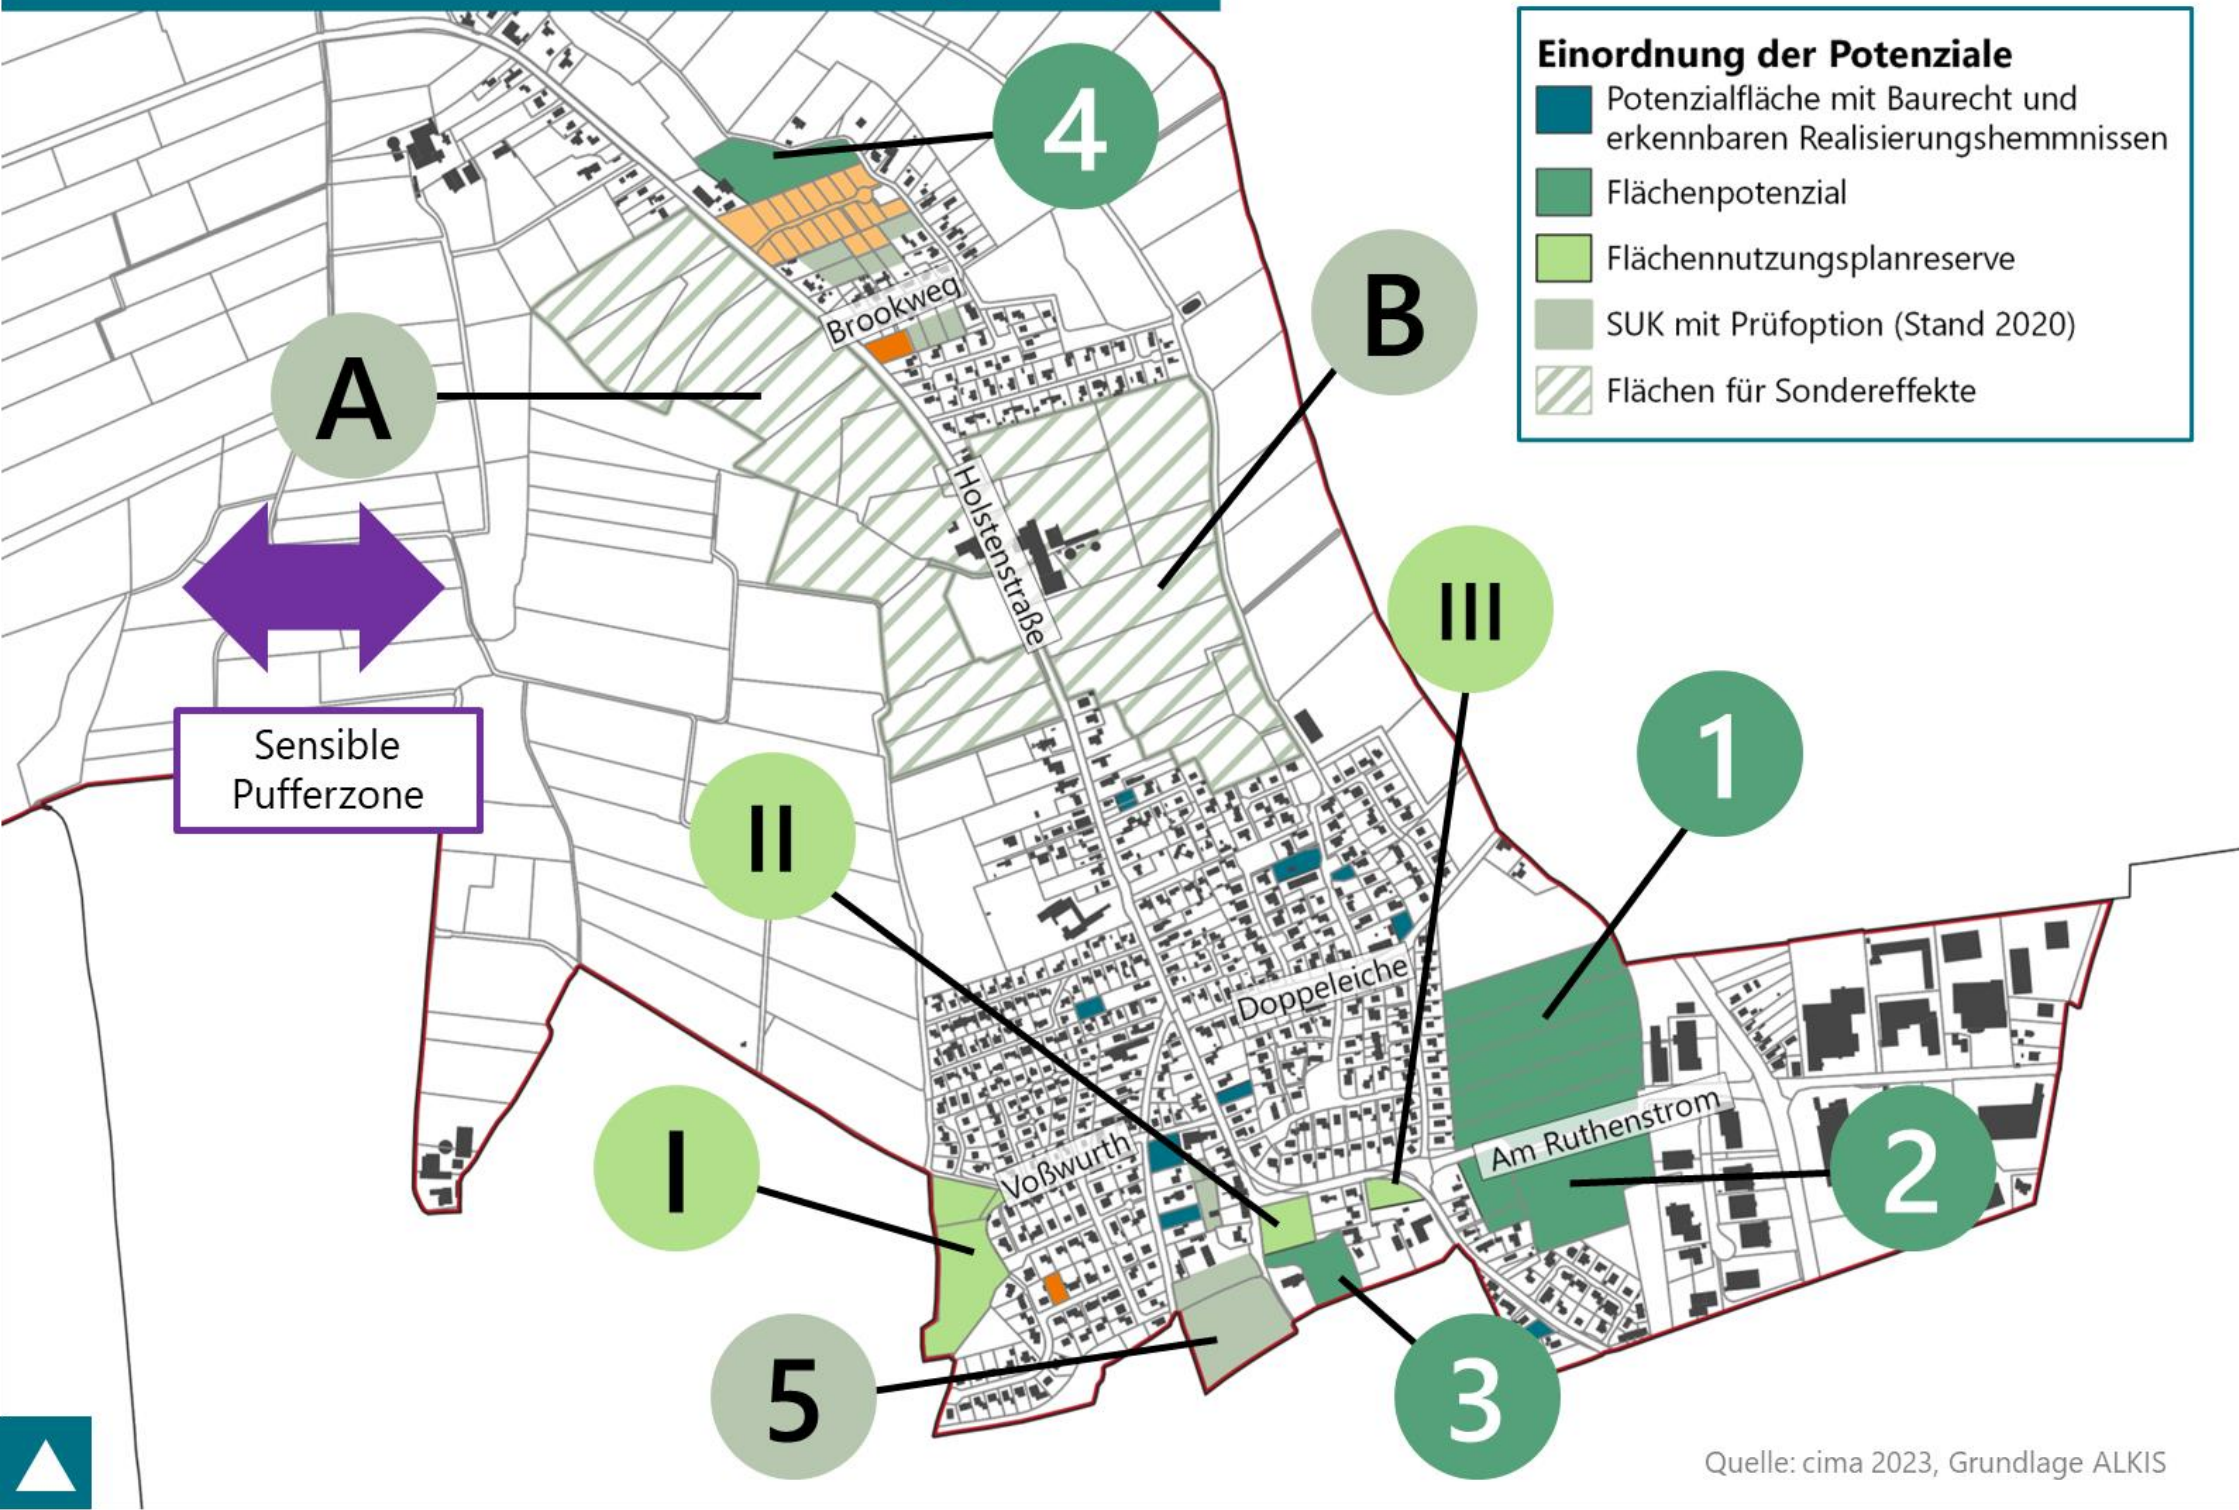 Einordnung der Potenziale
Potenzialfläche mit Baurecht und
erkennbaren Realisierungshemmnissen
Flächenpotenzial
Flächennutzungsplanreserve
SUK mit Prüfoption (Stand 2020)
Flächen für Sondereffekte
4
B
Brookweg
A
Holstenstraße
III
1
Sensible
Pufferzone
II
Doppeleiche
Am Ruthenstrom
2
Voßwurth
I
5
3
Quelle: cima 2023, Grundlage ALKIS